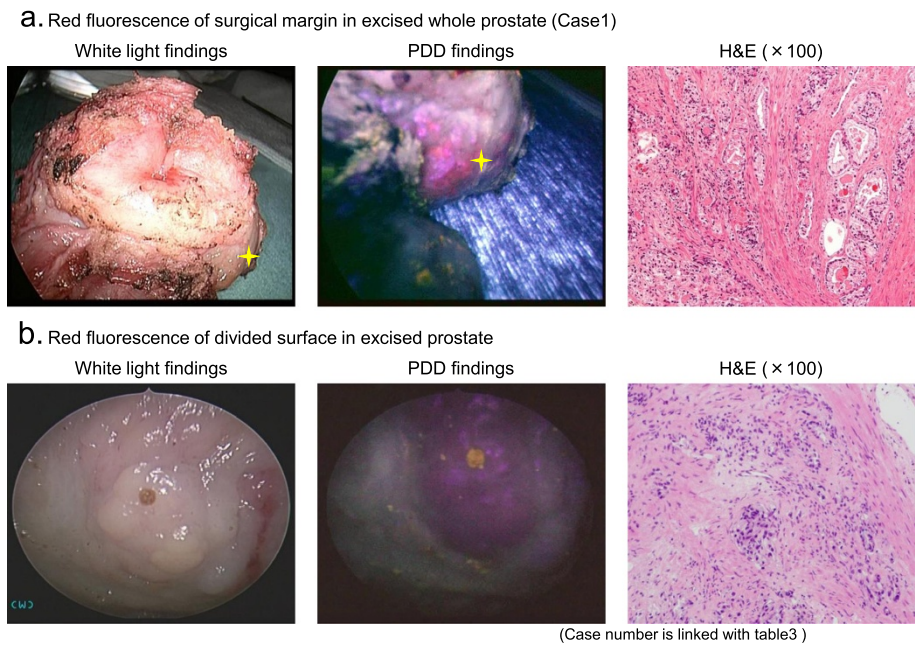 a. Red fluorescence of surgical margin in excised whole prostate (Case1)
White light findings
PDD findings
H&E (×100)
b. Red fluorescence of divided surface in excised prostate
White light findings
PDD findings
H&E (×100)
CWD
(Case number is linked with table3 )